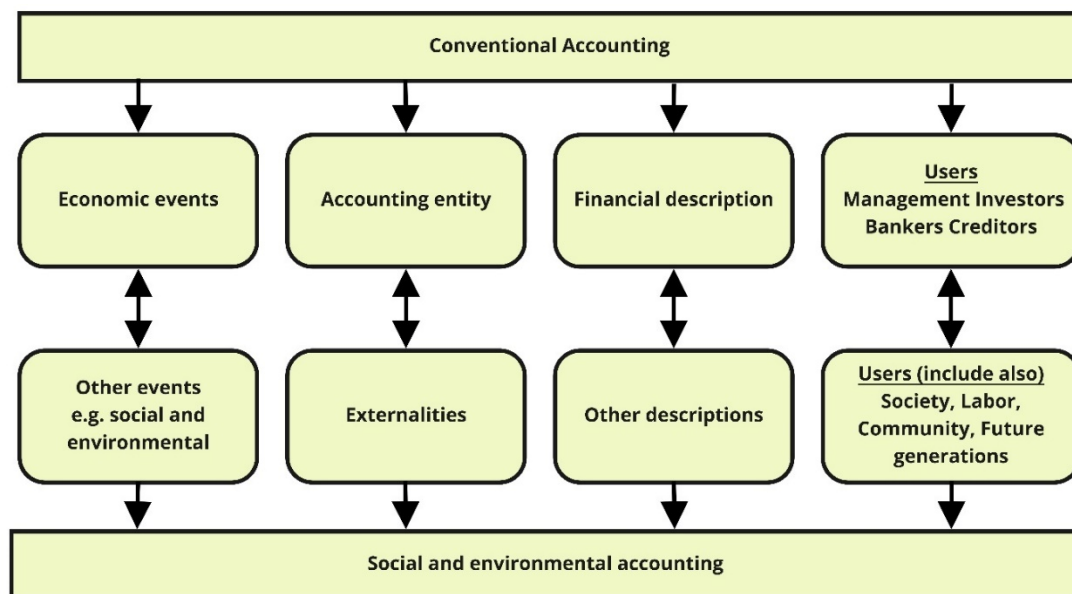 Conventional Accounting
Economic events
Accounting entity
Financial description
Users
Management Investors
Bankers Creditors
Other events
e.g. social and
environmental
Externalities
Other descriptions
Users (include also)
Society, Labor,
Community, Future
generations
Social and environmental accounting